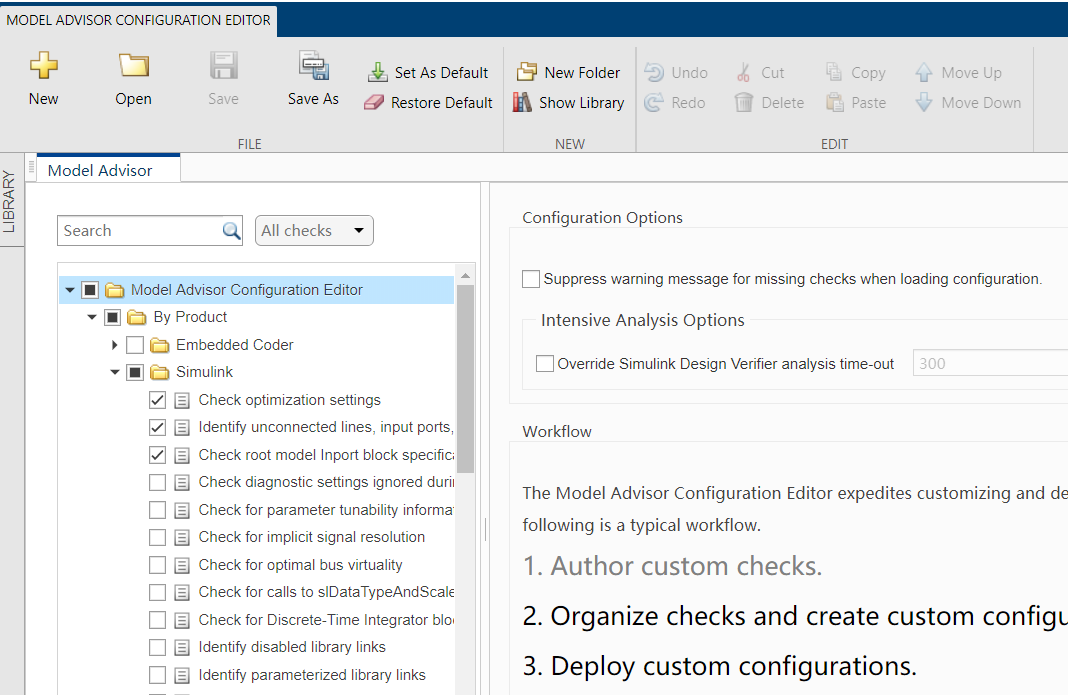 MODEL ADVISOR CONFIGURATION EDITOR
New
Open
Save
Save As
Set As Default
Restore Default
FILE
New Folder
Show Library
NEW
Undo
Redo
Cut
Delete
Copy
Paste
Move Up
Move Down
EDIT
LIBRARY
Model Advisor
Search
All checks
Model Advisor Configuration Editor
By Product
Embedded Coder
Simulink
Check optimization settings
Identify unconnected lines, input ports,
Check root model Inport block specific
Check diagnostic settings ignored duri
Check for parameter tunability informa
Check for implicit signal resolution
Check for optimal bus virtuality
Check for calls to slDataTypeAndScale
Check for Discrete-Time Integrator blo
Identify disabled library links
Identify parameterized library links
Configuration Options
Suppress warning message for missing checks when loading configuration.
Intensive Analysis Options
Override Simulink Design Verifier analysis time-out
300
Workflow
The Model Advisor Configuration Editor expedites customizing and de
following is a typical workflow.
1. Author custom checks.
2. Organize checks and create custom configu
3. Deploy custom configurations.